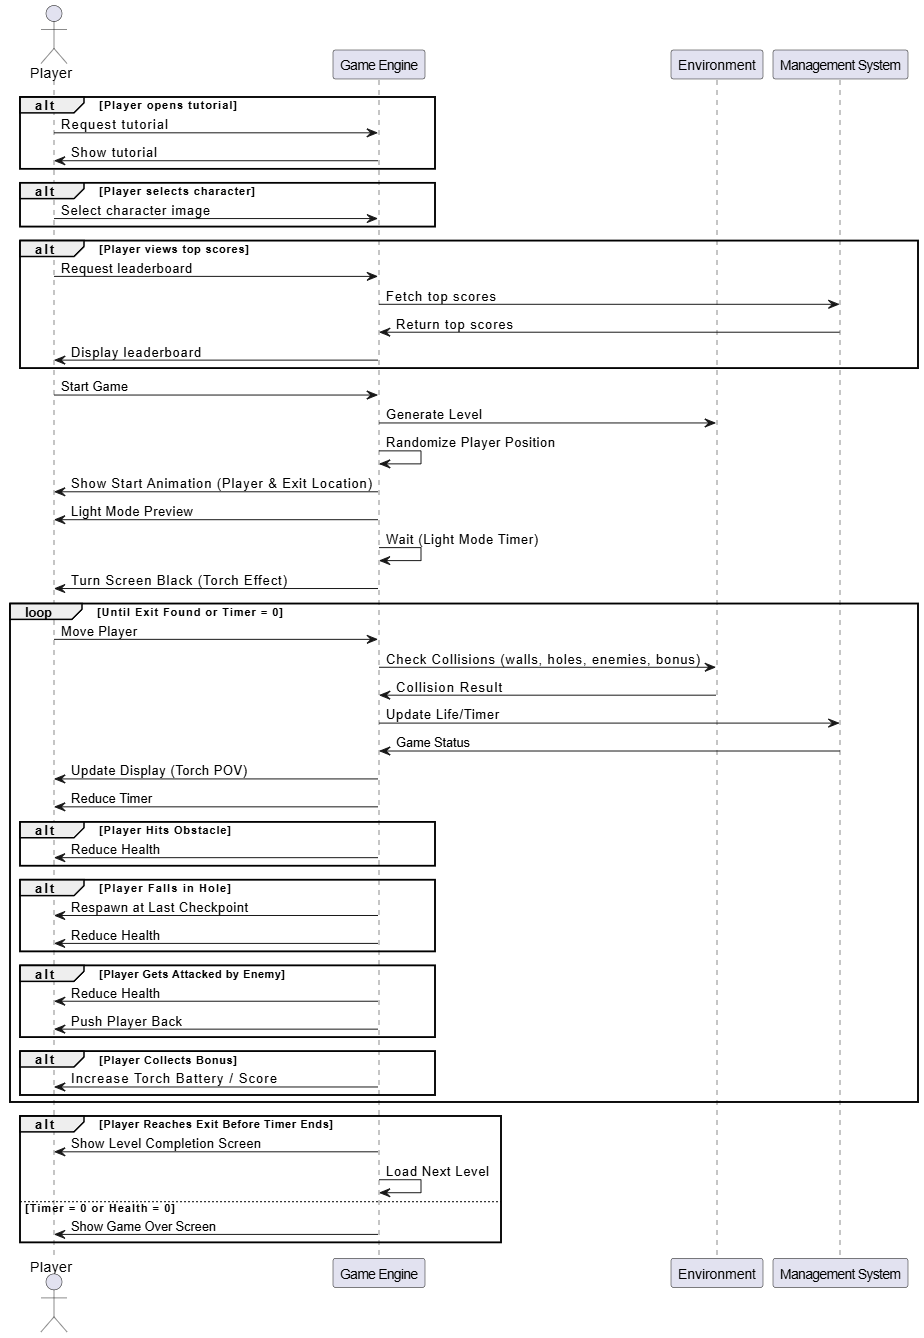 Player
Game Engine
Environment
Management System
alt
[Player opens tutorial]
Request tutorial
Show tutorial
alt
[Player selects character]
Select character image
alt
[Player views top scores]
Request leaderboard
Fetch top scores
Return top scores
Display leaderboard
Start Game
Generate Level
Randomize Player Position
Show Start Animation (Player & Exit Location)
Light Mode Preview
Wait (Light Mode Timer)
Turn Screen Black (Torch Effect)
loop
[Until Exit Found or Timer = 0]
Move Player
Check Collisions (walls, holes, enemies, bonus)
Collision Result
Update Life/Timer
Game Status
Update Display (Torch POV)
Reduce Timer
alt
[Player Hits Obstacle]
Reduce Health
alt
[Player Falls in Hole]
Respawn at Last Checkpoint
Reduce Health
alt
[Player Gets Attacked by Enemy]
Reduce Health
Push Player Back
alt
[Player Collects Bonus]
Increase Torch Battery / Score
alt
[Player Reaches Exit Before Timer Ends]
Show Level Completion Screen
Load Next Level
[Timer = 0 or Health = 0]
Show Game Over Screen
Player
Game Engine
Environment
Management System